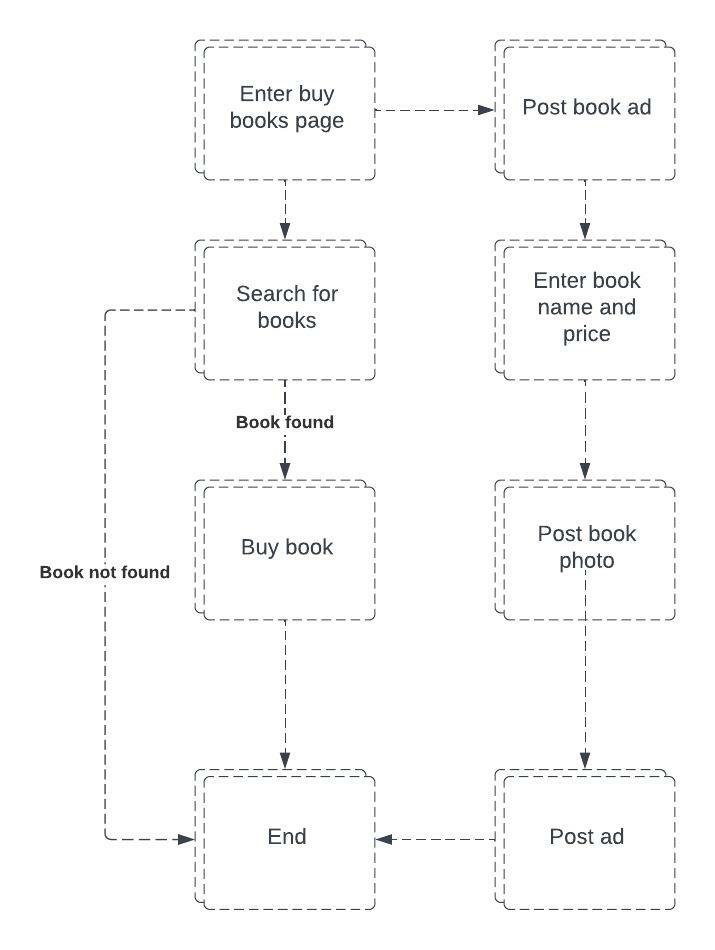 Enter buy
books page
Post book ad
Search for
books
Enter book
name and
price
Book found
Buy book
Post book
photo
Book not found
End
Post ad